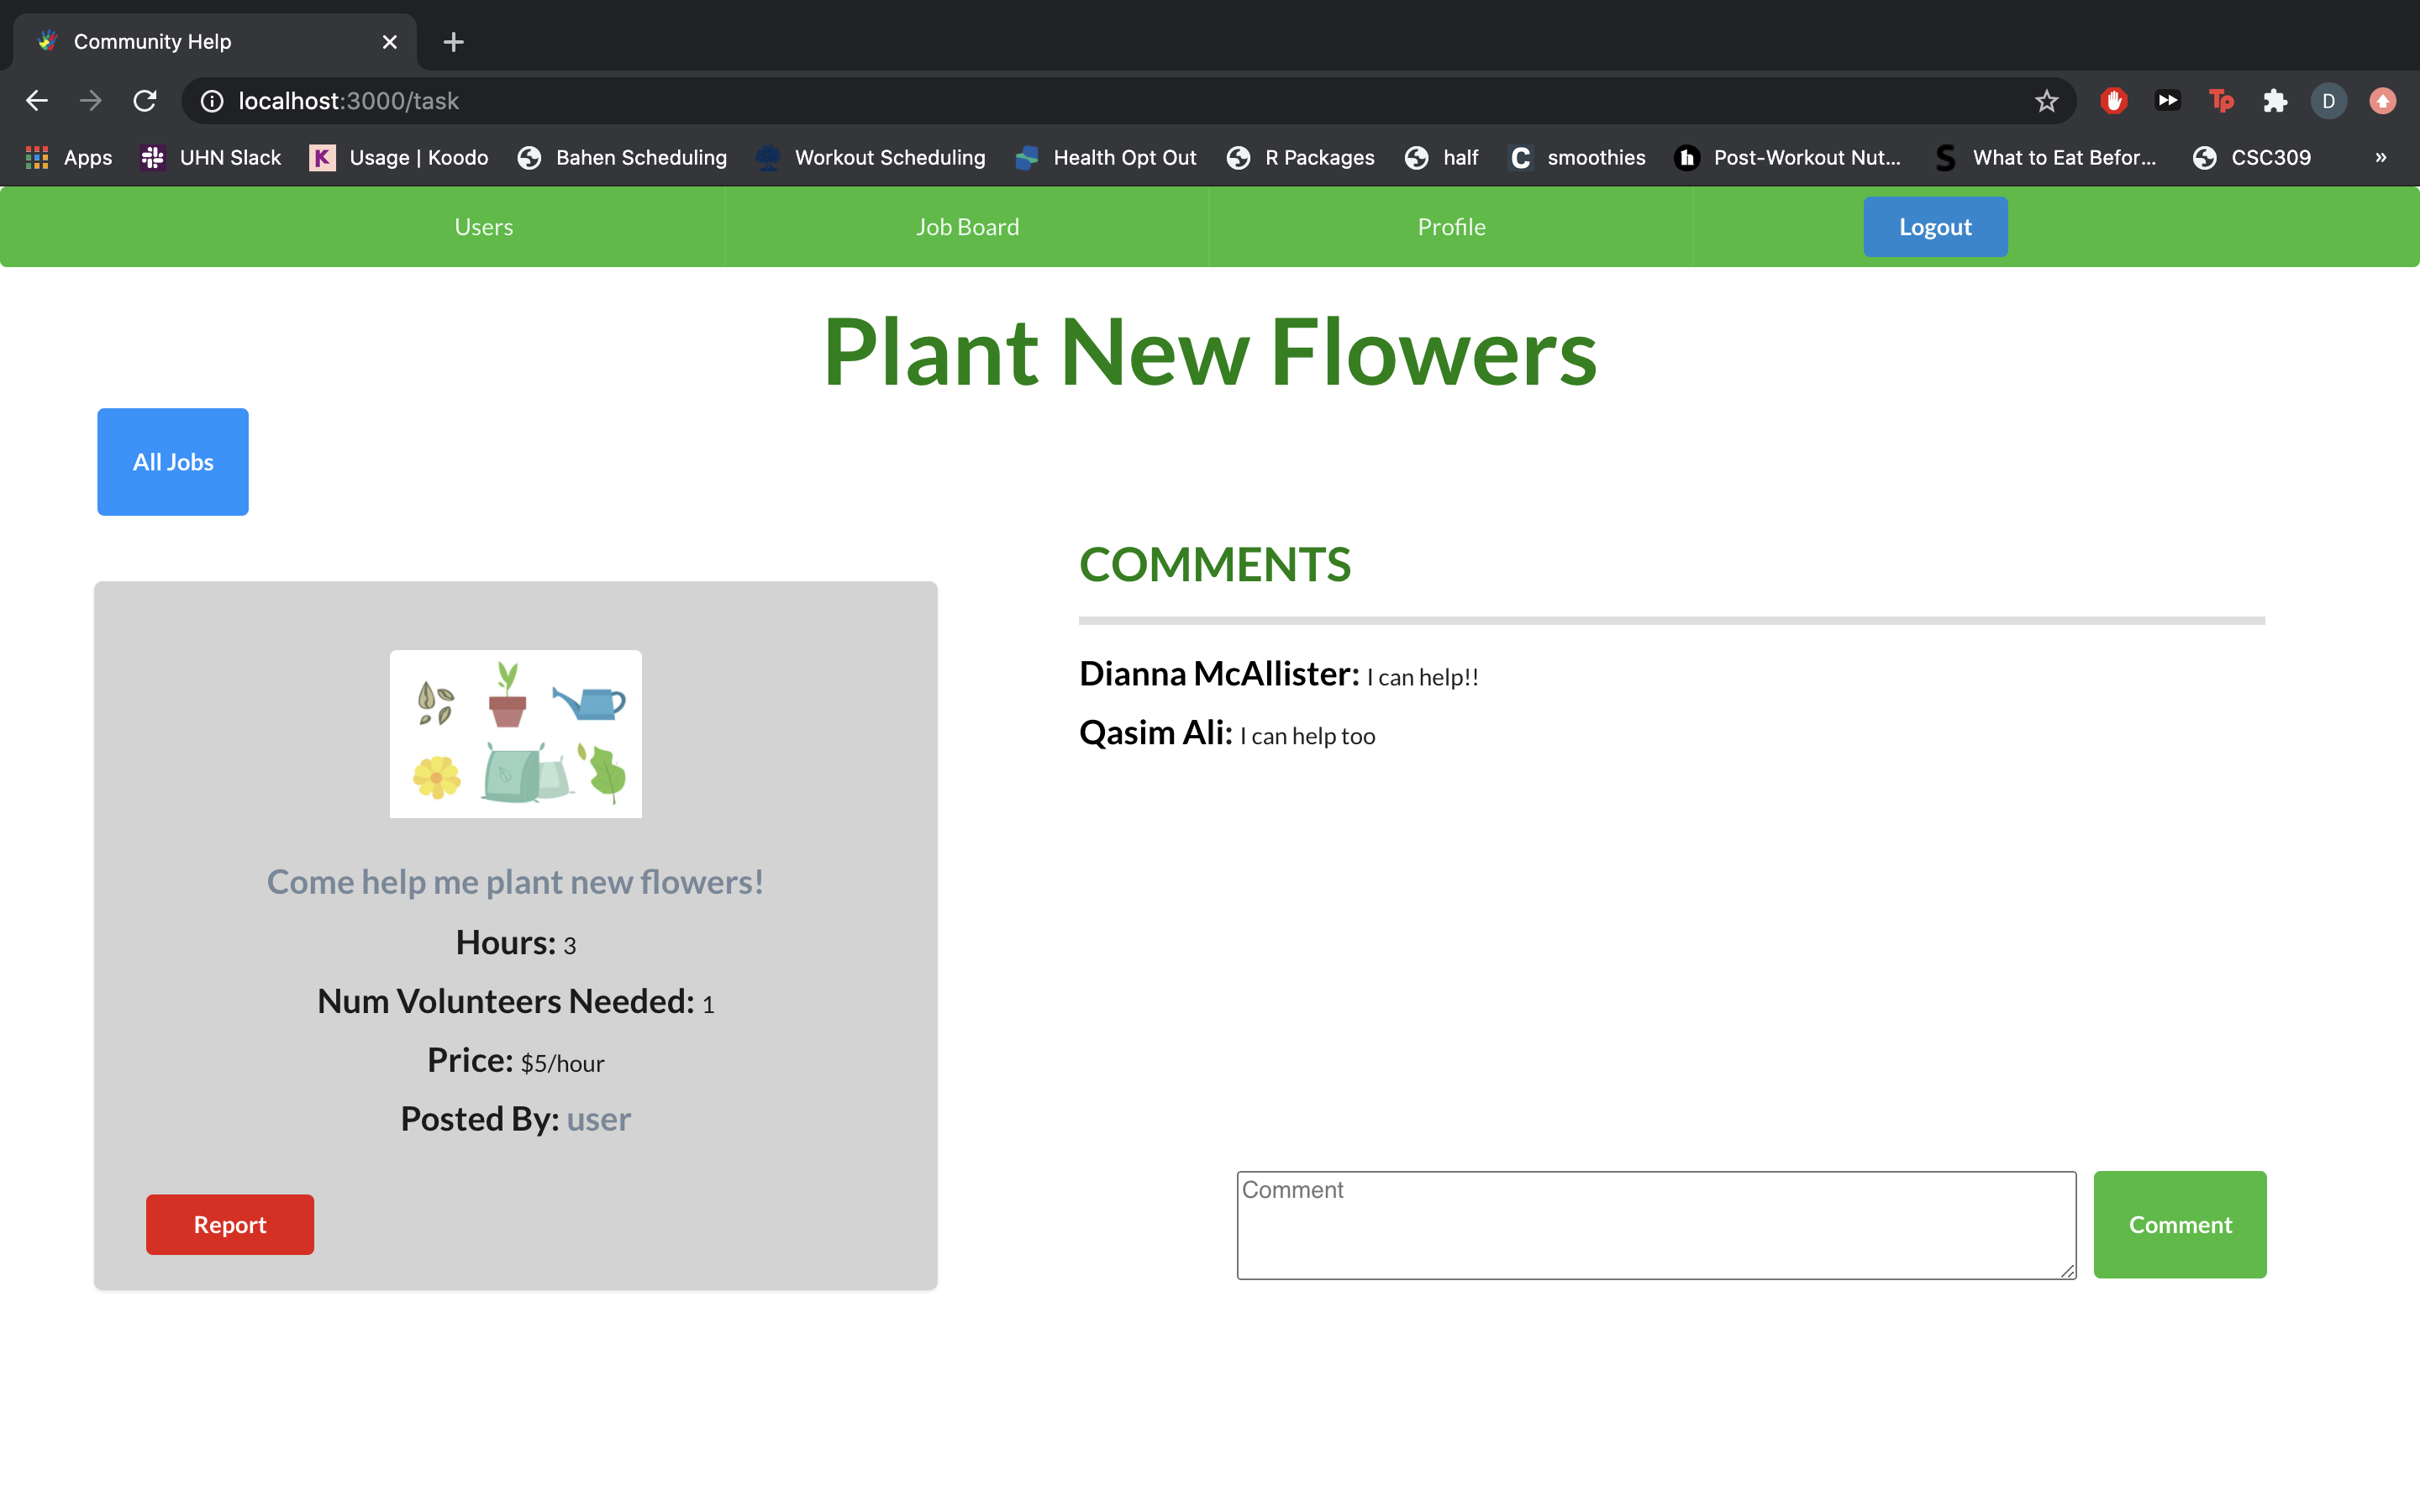 Community Help
localhost:3000/task
D
Apps UHN Slack K Usage | Koodo Bahen Scheduling Workout Scheduling Health Opt Out R Packages half C smoothies h Post-Workout Nut... S What to Eat Befor... CSC309 »
Users Job Board Profile Logout
Plant New Flowers
All Jobs
COMMENTS
Dianna McAllister: I can help!!
Qasim Ali: I can help too
Come help me plant new flowers!
Hours: 3
Num Volunteers Needed: 1
Price: $5/hour
Posted By: user
Report
Comment
Comment